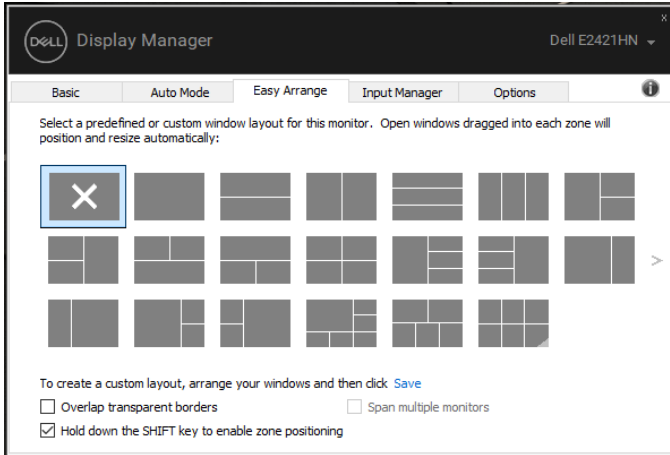 DELL Display Manager Dell E2421HN
x
Basic Auto Mode Easy Arrange Input Manager Options
Select a predefined or custom window layout for this monitor. Open windows dragged into each zone will
position and resize automatically:
>
To create a custom layout, arrange your windows and then click Save
Overlap transparent borders Span multiple monitors
Hold down the SHIFT key to enable zone positioning